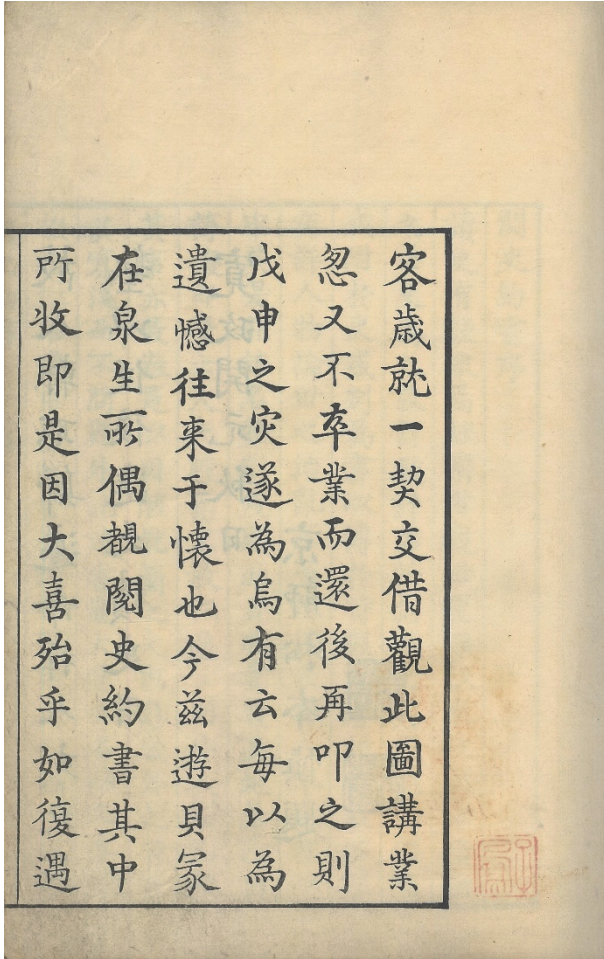 客歳就一契交借觀此圖講業
忽又不卒業而還後再叩之則
戊申之灾遂為烏有云每以為
遺憾往来于懐也今茲遊貝冢
在泉生所偶覩閱史約書其中
所收即是因大喜殆乎如復遇